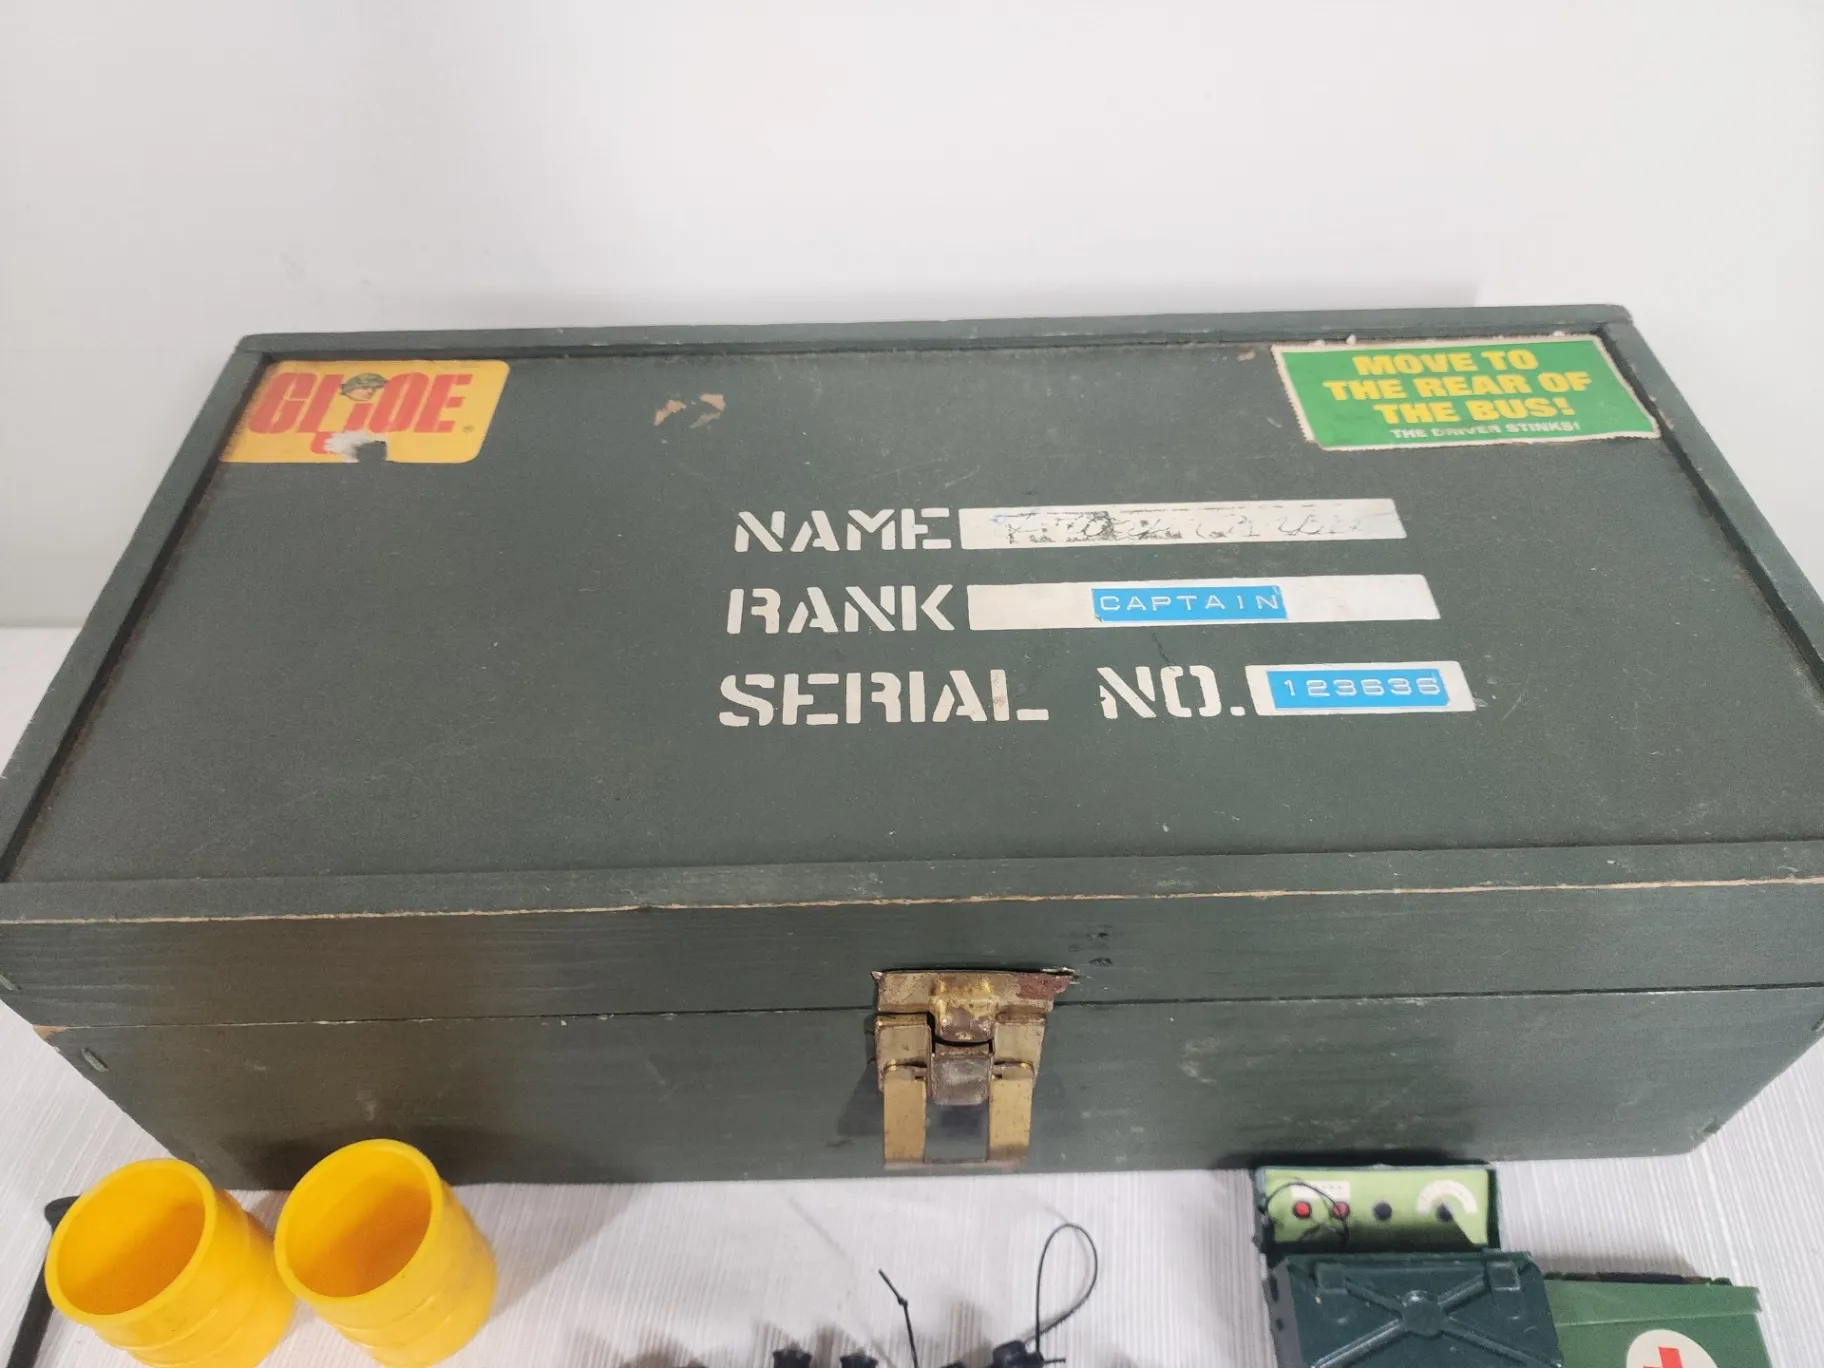 GI JOE
MOVE TO
THE REAR OF
THE BUS!
THE DRIVER STINKS!
NAME
RANK CAPTAIN
SERIAL NO. 123636